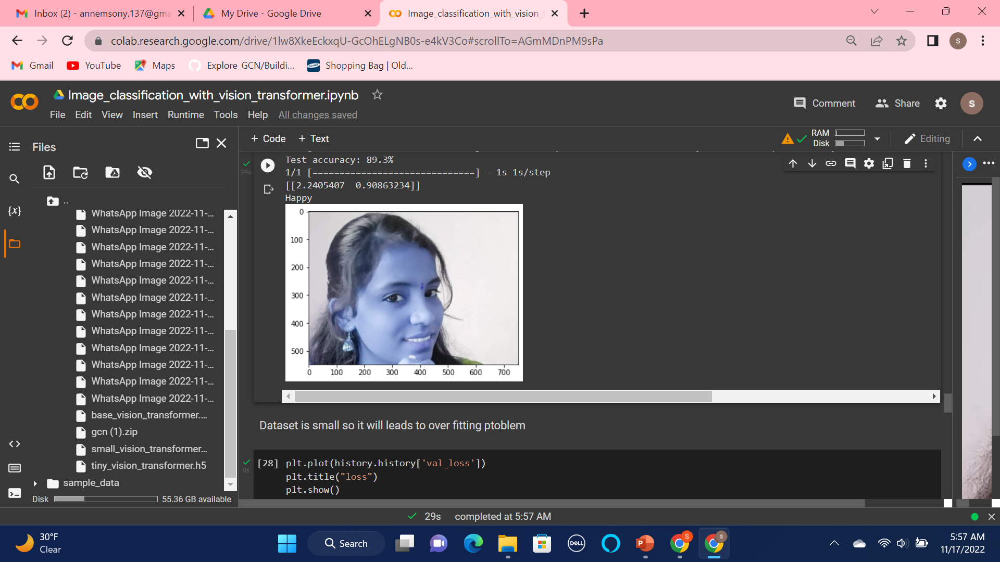 Inbox (2) - annemsony.137@gma
My Drive - Google Drive
Image_classification_with_vision_
colab.research.google.com/drive/1lw8XkeEckxqU-GcOhELgNB0s-e4kV3Co#scrollTo=AGmMDnPM9sPa
S
Gmail
YouTube
Maps
Explore_GCN/Buildi...
Shopping Bag | Old...
Image_classification_with_vision_transformer.ipynb
File Edit View Insert Runtime Tools Help All changes saved
Comment
Share
S
Files
+ Code + Text
RAM
Disk
Editing
..
WhatsApp Image 2022-11-...
WhatsApp Image 2022-11-...
WhatsApp Image 2022-11-...
WhatsApp Image 2022-11-...
WhatsApp Image 2022-11-...
WhatsApp Image 2022-11-...
WhatsApp Image 2022-11-...
WhatsApp Image 2022-11-...
WhatsApp Image 2022-11-...
WhatsApp Image 2022-11-...
WhatsApp Image 2022-11-...
WhatsApp Image 2022-11-...
base_vision_transformer....
gcn (1).zip
small_vision_transformer...
tiny_vision_transformer.h5
sample_data
Disk 55.36 GB available
{x}
29s
Test accuracy: 89.3%
1/1 [==============================] - 1s 1s/step
[[2.2405407 0.90863234]]
Happy
0
100
200
300
400
500
0 100 200 300 400 500 600 700
Dataset is small so it will leads to over fitting ptoblem
0s
[28] plt.plot(history.history['val_loss'])
plt.title("loss")
plt.show()
29s completed at 5:57 AM
30°F
Clear
Search
DELL
P
S
S
5:57 AM
11/17/2022